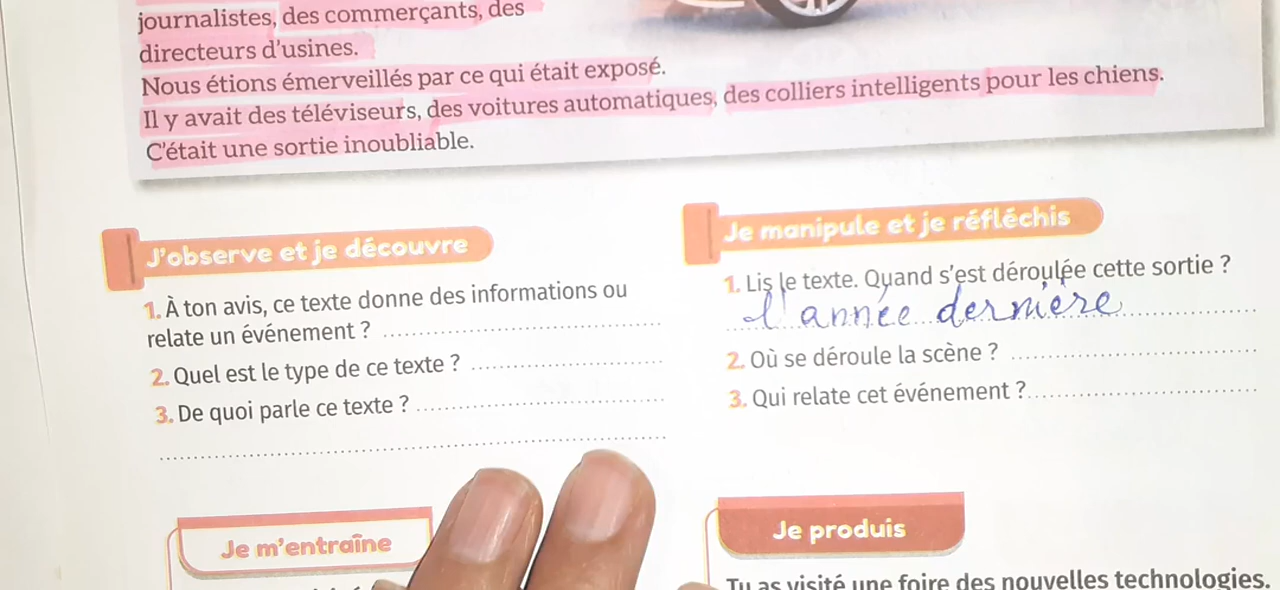 journalistes, des commerçants, des
directeurs d'usines.
Nous étions émerveillés par ce qui était exposé.
Il y avait des téléviseurs, des voitures automatiques, des colliers intelligents pour les chiens.
C'était une sortie inoubliable.
J'observe et je découvre
1. À ton avis, ce texte donne des informations ou
relate un événement ?
2. Quel est le type de ce texte ?
3. De quoi parle ce texte ?
Je manipule et je réfléchis
1. Lis le texte. Quand s'est déroulée cette sortie ?
l'année dernière
2. Où se déroule la scène ?
3. Qui relate cet événement ?
Je m'entraîne
Je produis
Tu as visité une foire des nouvelles technologies.